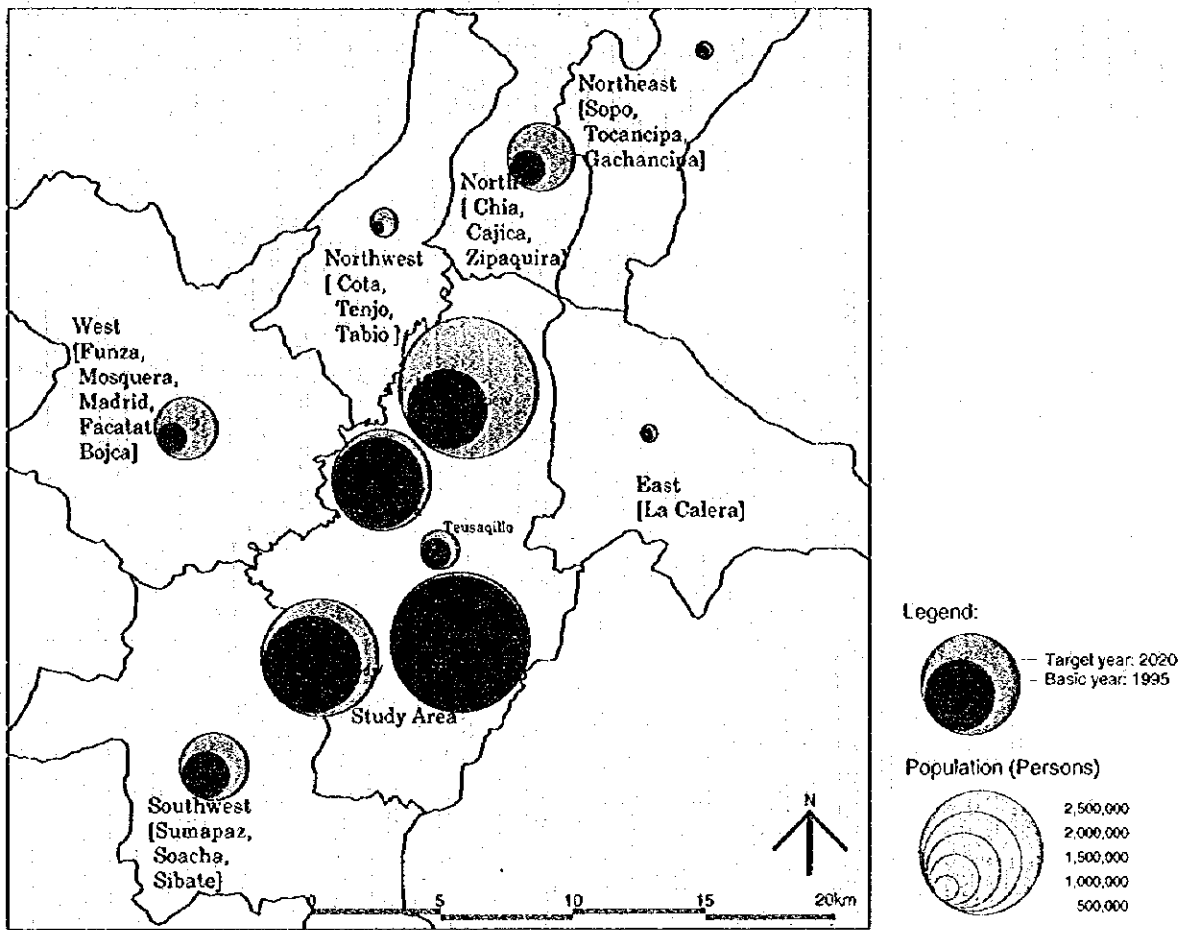 Northeast
[Sopo,
Tocancipa,
Gachancipa]
North
[ Chia,
Cajica,
Zipaquira]
Northwest
[ Cota,
Tenjo,
Tabio ]
West
[Funza,
Mosquera,
Madrid,
Facatati
Bojca]
East
[La Calera]
Teusaqillo
Study Area
Southwest
[Sumapaz,
Soacha,
Sibate]
N
0 5 10 15 20km
Legend:
Target year: 2020
Basic year: 1995
Population (Persons)
2,500,000
2,000,000
1,500,000
1,000,000
500,000